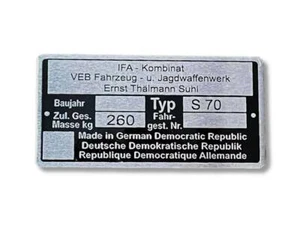 IFA - Kombinat
VEB Fahrzeug - u. Jagdwaffenwerk
Ernst Thälmann Suhl
Baujahr Typ S 70
Zul. Ges. Masse kg 260 Fahr- gest. Nr.
Made in German Democratic Republic
Deutsche Demokratische Republik
Republique Democratique Allemande